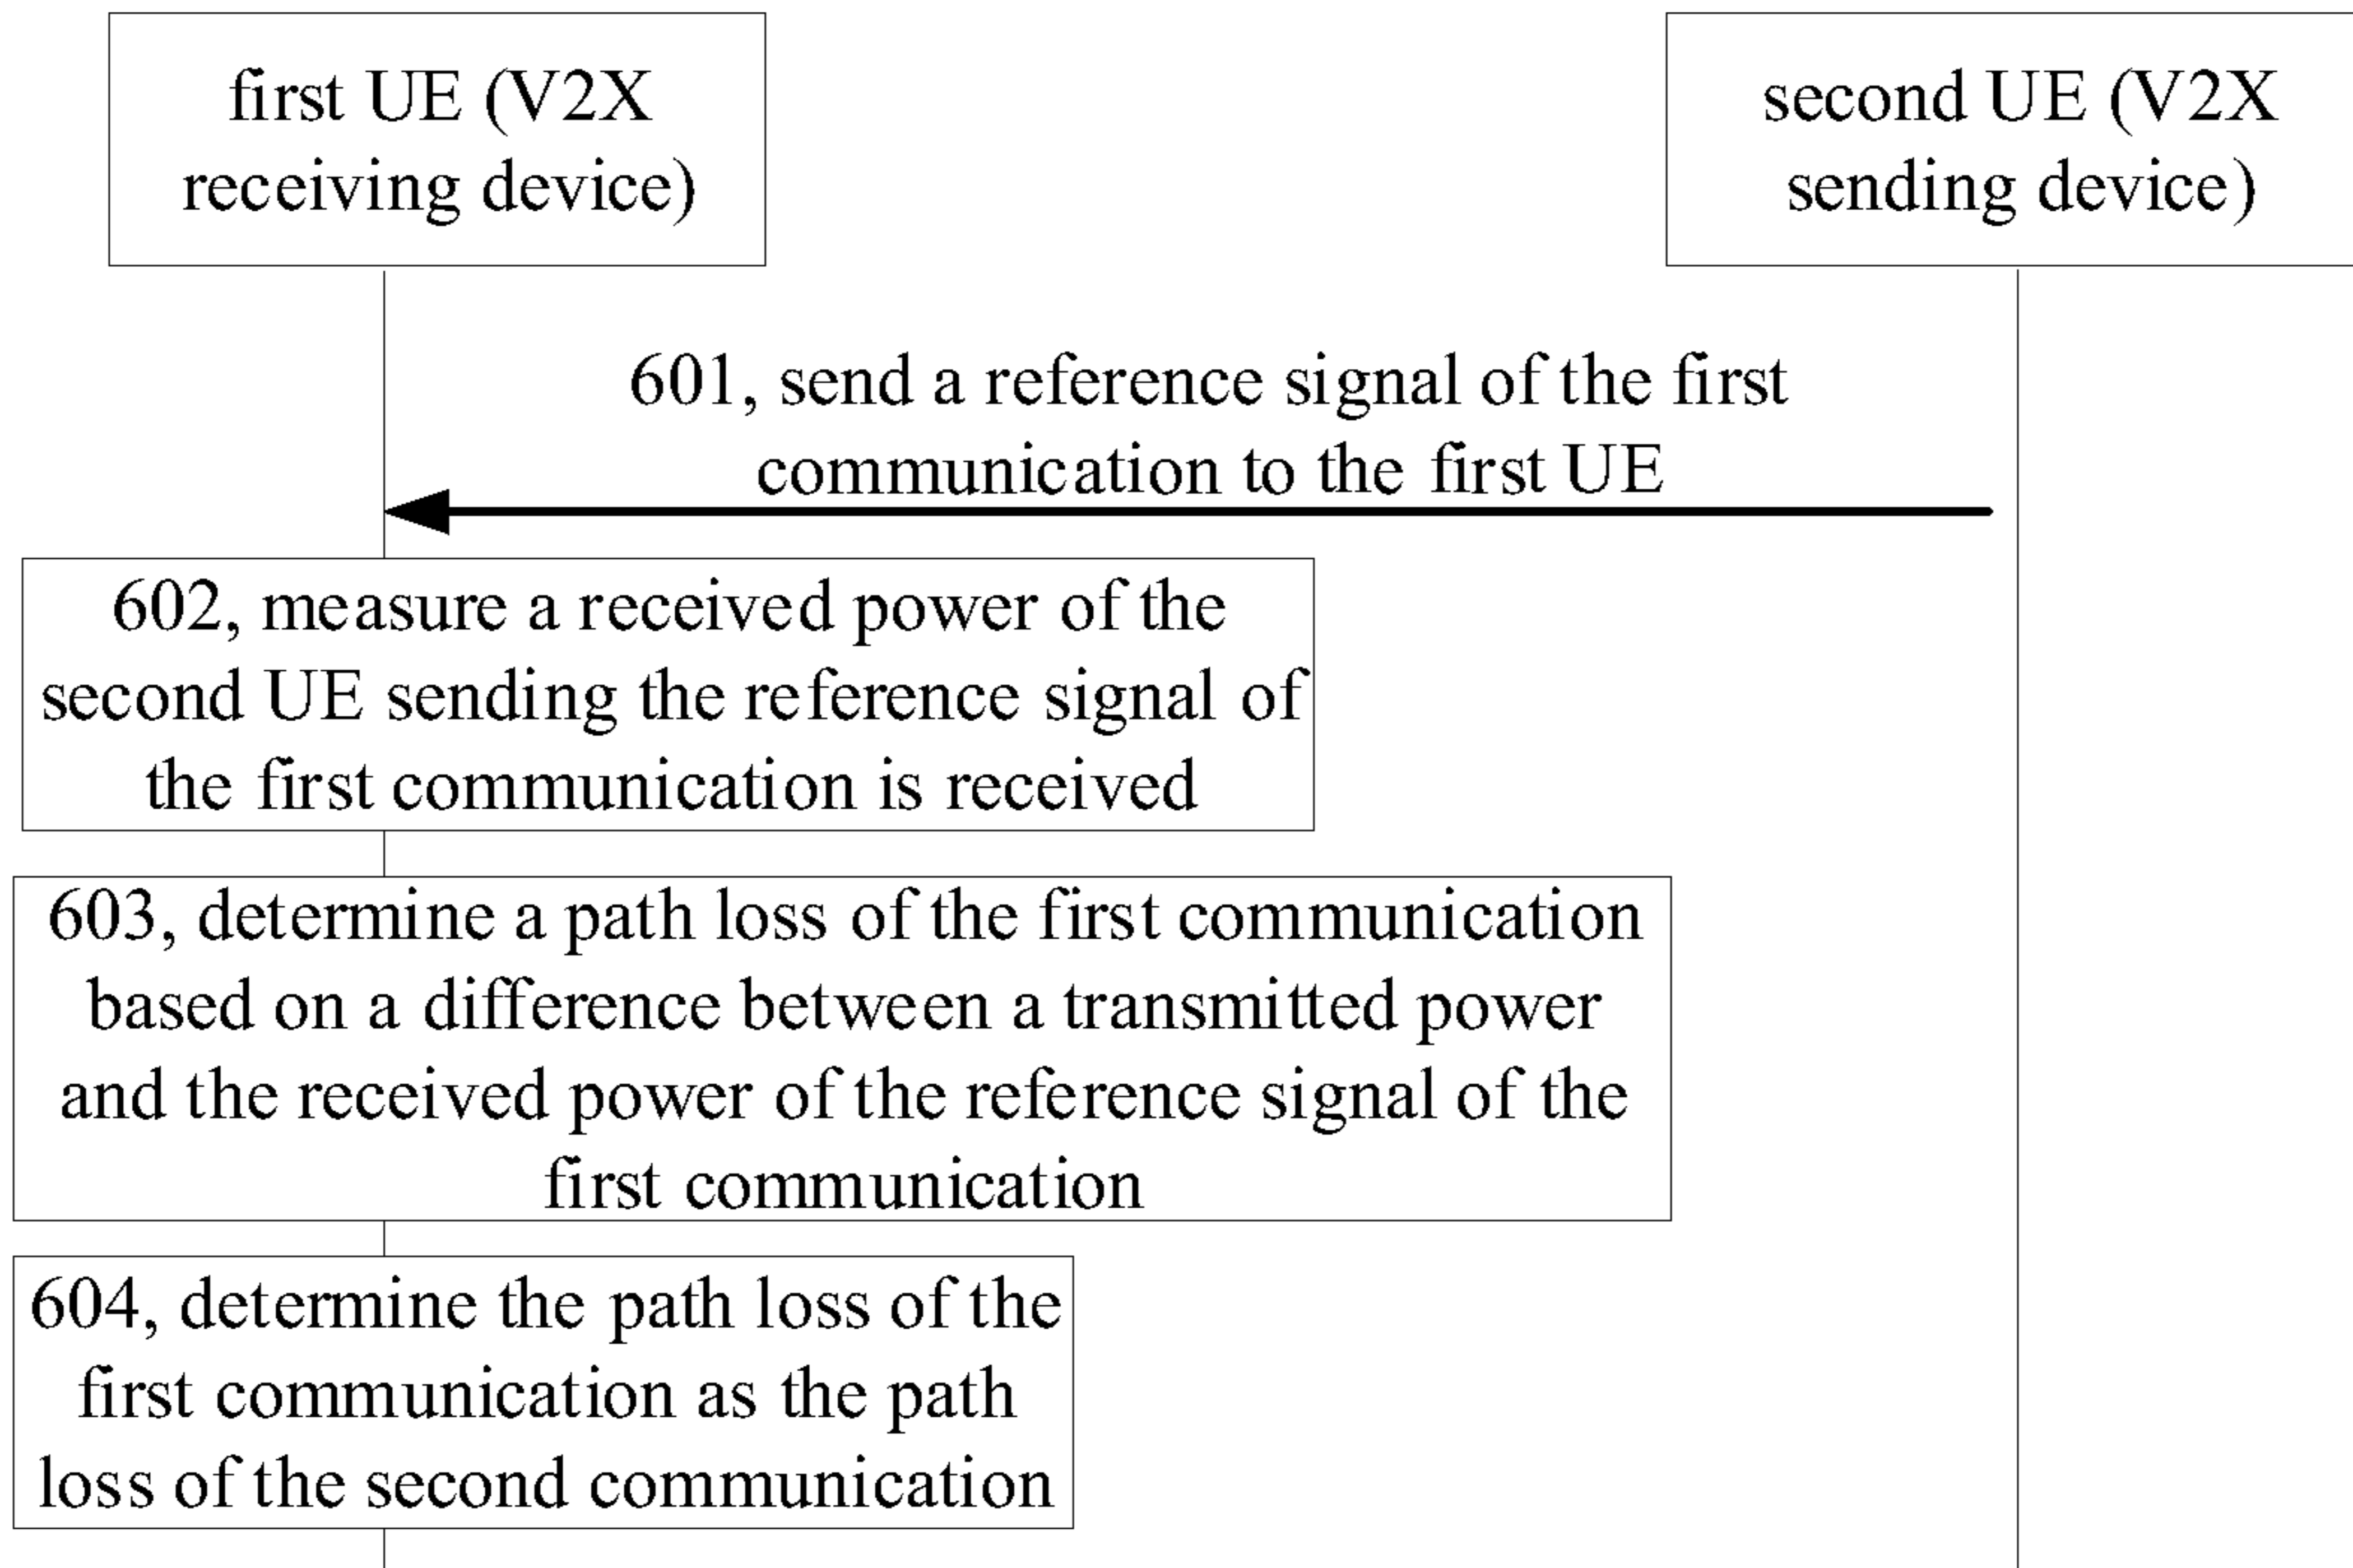 first UE (V2X
receiving device)
second UE (V2X
sending device)
601, send a reference signal of the first
communication to the first UE
602, measure a received power of the
second UE sending the reference signal of
the first communication is received
603, determine a path loss of the first communication
based on a difference between a transmitted power
and the received power of the reference signal of the
first communication
604, determine the path loss of the
first communication as the path
loss of the second communication